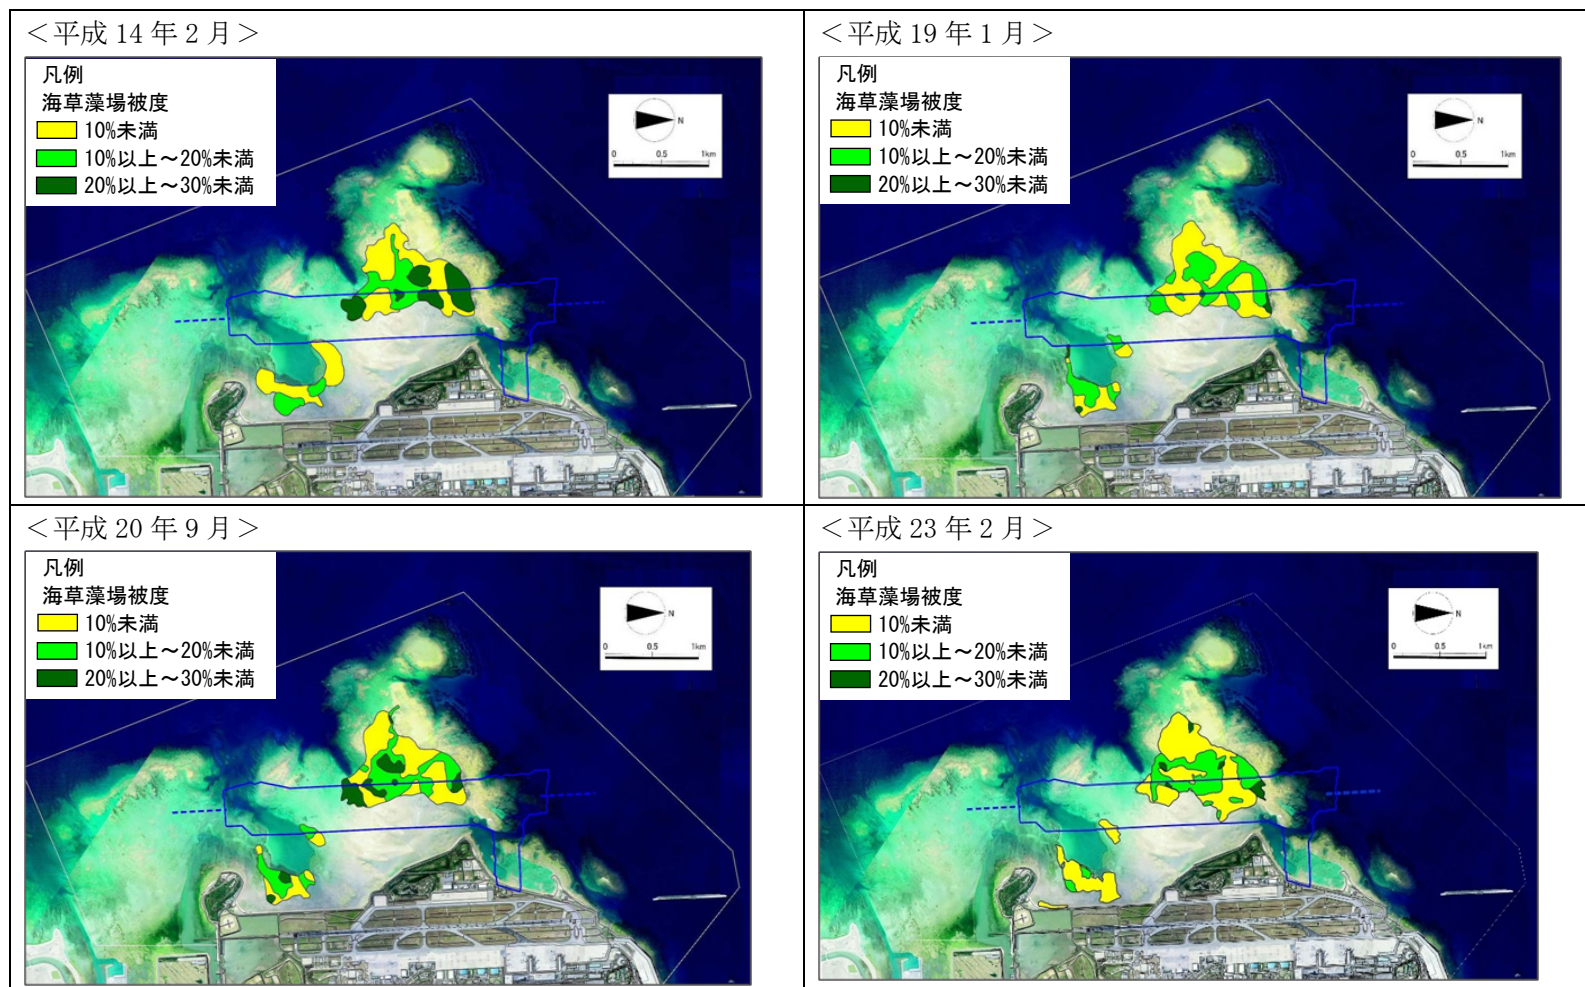 ＜平成 14 年 2 月＞
凡例
海草藻場被度
10%未満
10%以上～20%未満
20%以上～30%未満
N
0 0.5 1km
＜平成 19 年 1 月＞
凡例
海草藻場被度
10%未満
10%以上～20%未満
20%以上～30%未満
N
0 0.5 1km
＜平成 20 年 9 月＞
凡例
海草藻場被度
10%未満
10%以上～20%未満
20%以上～30%未満
N
0 0.5 1km
＜平成 23 年 2 月＞
凡例
海草藻場被度
10%未満
10%以上～20%未満
20%以上～30%未満
N
0 0.5 1km